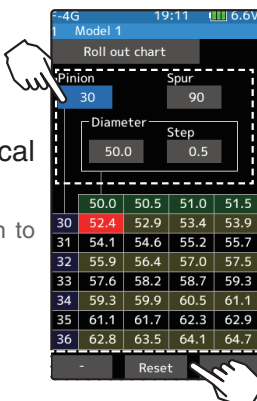 -4G 19:11 6.6V
1 Model 1
Roll out chart
Pinion Spur
30 90
Diameter
Step
50.0 0.5
cal
n to
50.0 50.5 51.0 51.5
30 52.4 52.9 53.4 53.9
31 54.1 54.6 55.2 55.7
32 55.9 56.4 57.0 57.5
33 57.6 58.2 58.7 59.3
34 59.3 59.9 60.5 61.1
35 61.1 61.7 62.3 62.9
36 62.8 63.5 64.1 64.7
- Reset